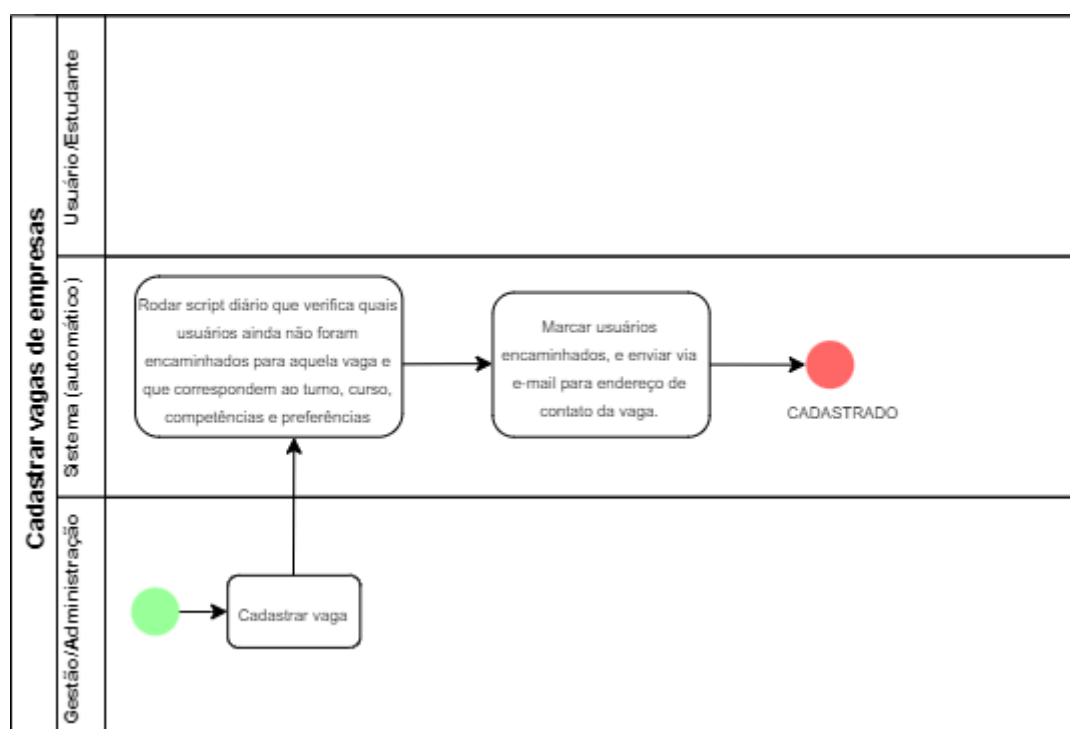 Cadastrar vagas de empresas
Usuário/Estudante
Sistema (automático)
Rodar script diário que verifica quais
usuários ainda não foram
encaminhados para aquela vaga e
que correspondem ao turno, curso,
competências e preferências
Marcar usuários
encaminhados, e enviar via
e-mail para endereço de
contato da vaga.
CADASTRADO
Gestão/Administração
Cadastrar vaga